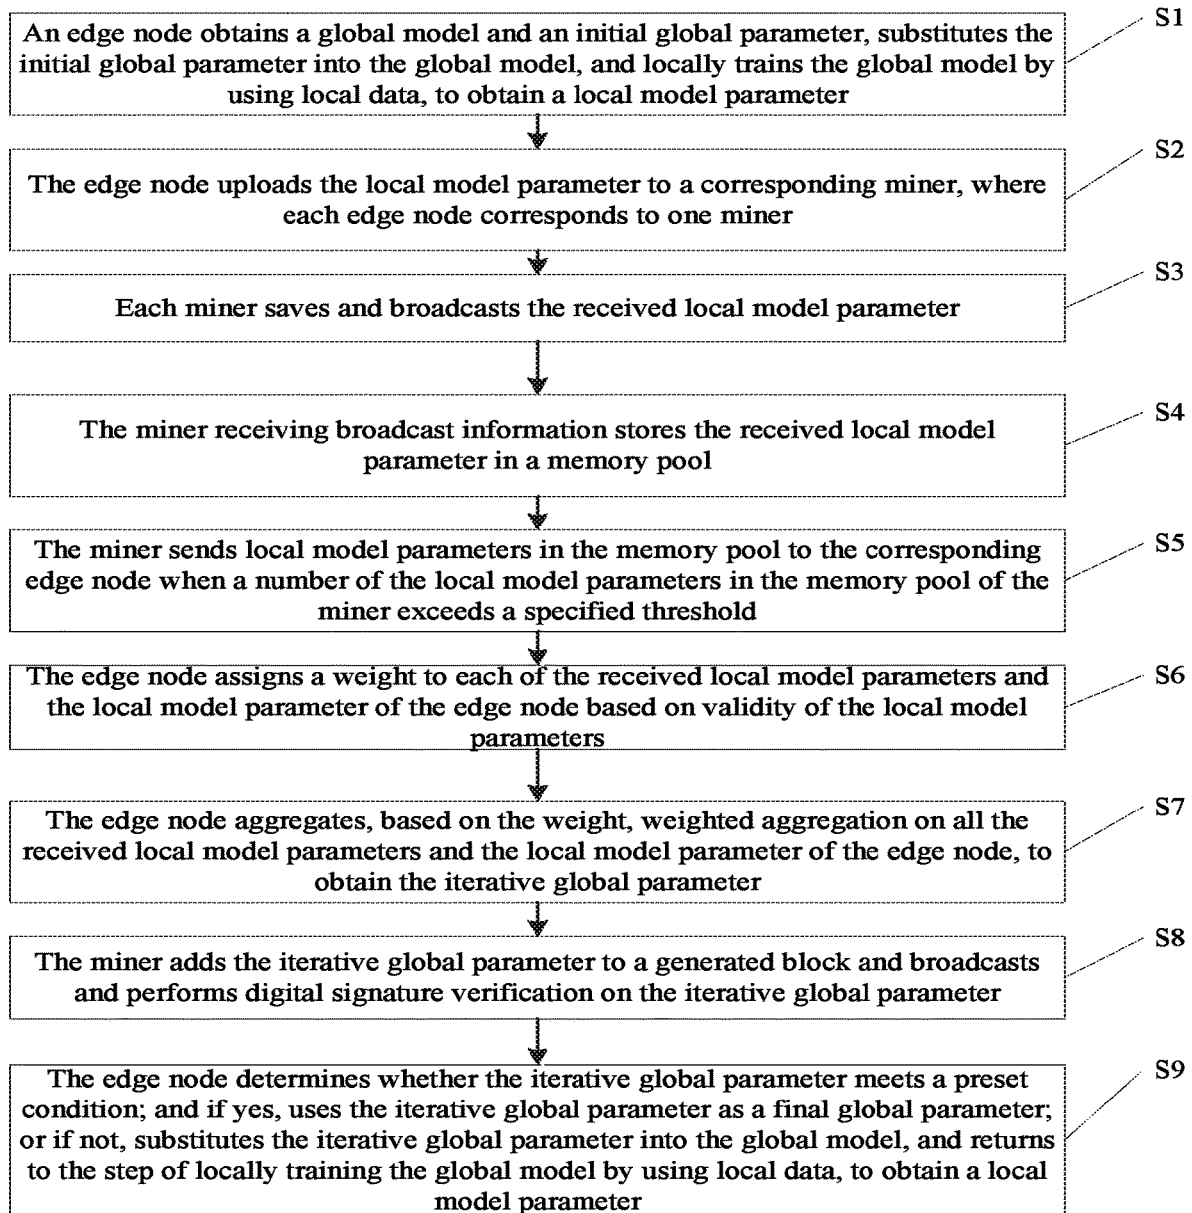 S1
An edge node obtains a global model and an initial global parameter, substitutes the
initial global parameter into the global model, and locally trains the global model by
using local data, to obtain a local model parameter
S2
The edge node uploads the local model parameter to a corresponding miner, where
each edge node corresponds to one miner
S3
Each miner saves and broadcasts the received local model parameter
S4
The miner receiving broadcast information stores the received local model
parameter in a memory pool
S5
The miner sends local model parameters in the memory pool to the corresponding
edge node when a number of the local model parameters in the memory pool of the
miner exceeds a specified threshold
S6
The edge node assigns a weight to each of the received local model parameters and
the local model parameter of the edge node based on validity of the local model
parameters
S7
The edge node aggregates, based on the weight, weighted aggregation on all the
received local model parameters and the local model parameter of the edge node, to
obtain the iterative global parameter
S8
The miner adds the iterative global parameter to a generated block and broadcasts
and performs digital signature verification on the iterative global parameter
S9
The edge node determines whether the iterative global parameter meets a preset
condition; and if yes, uses the iterative global parameter as a final global parameter;
or if not, substitutes the iterative global parameter into the global model, and returns
to the step of locally training the global model by using local data, to obtain a local
model parameter